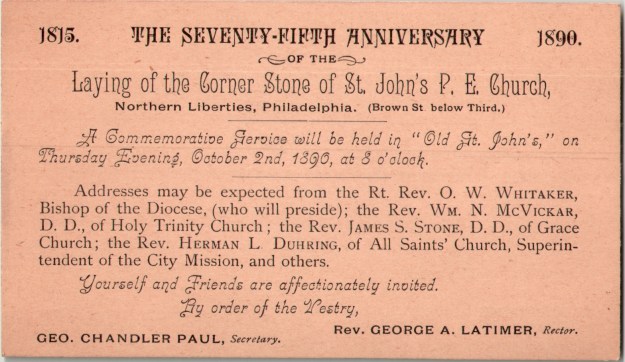 1815. THE SEVENTY-FIFTH ANNIVERSARY 1890.
OF THE
Laying of the Corner Stone of St. John's P. E. Church,
Northern Liberties, Philadelphia. (Brown St below Third.)
A Commemorative Service will be held in "Old St. John's," on
Thursday Evening, October 2nd, 1890, at 8 o'clock.
Addresses may be expected from the Rt. Rev. O. W. WHITAKER,
Bishop of the Diocese, (who will preside); the Rev. WM. N. MCVICKAR,
D. D., of Holy Trinity Church; the Rev. JAMES S. STONE, D. D., of Grace
Church; the Rev. HERMAN L. DUHRING, of All Saints' Church, Superin-
tendent of the City Mission, and others.
Yourself and Friends are affectionately invited.
By order of the Vestry,
Rev. GEORGE A. LATIMER, Rector.
GEO. CHANDLER PAUL, Secretary.